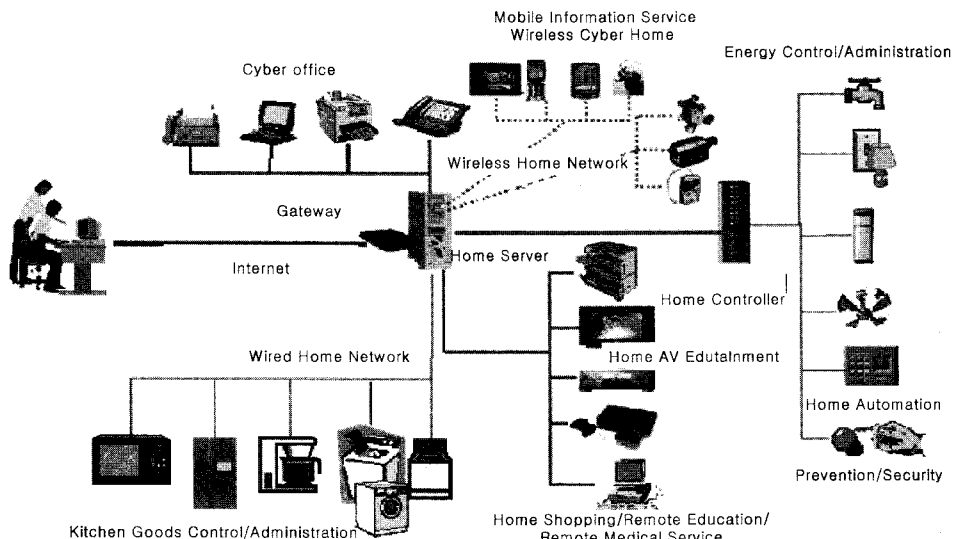 Mobile Information Service
Wireless Cyber Home
Energy Control/Administration
Cyber office
Wireless Home Network
Gateway
Home Server
Internet
Home Controller
Wired Home Network
Home AV Edutainment
Home Automation
Prevention/Security
Kitchen Goods Control/Administration
Home Shopping/Remote Education/
Remote Medical Service